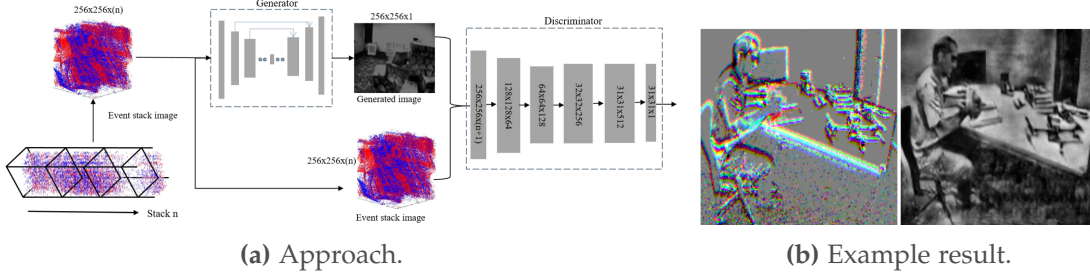 256x256x(n)
Event stack image
Stack n
Generator
256x256x1
Generated image
256x256x(n)
Event stack image
Discriminator
256x256x(n+1)
128x128x64
64x64x128
32x32x256
31x31x512
31x31x1
(a) Approach.
(b) Example result.